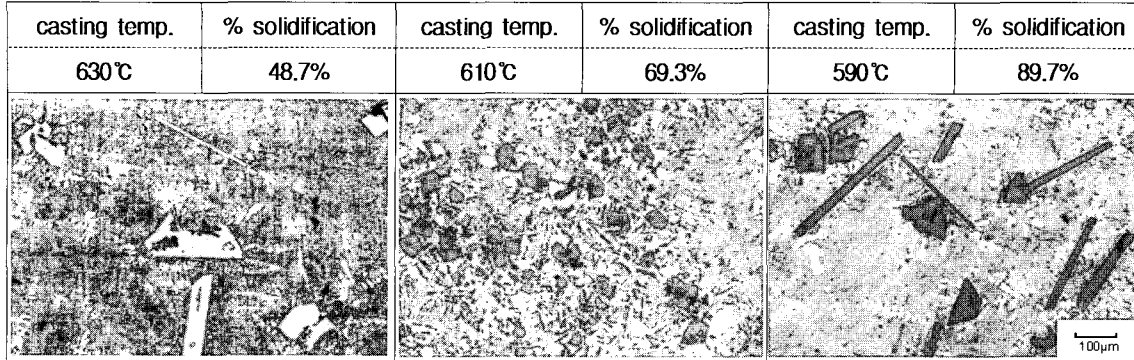 casting temp. % solidification casting temp. % solidification casting temp. % solidification
630℃ 48.7% 610℃ 69.3% 590℃ 89.7%
100µm